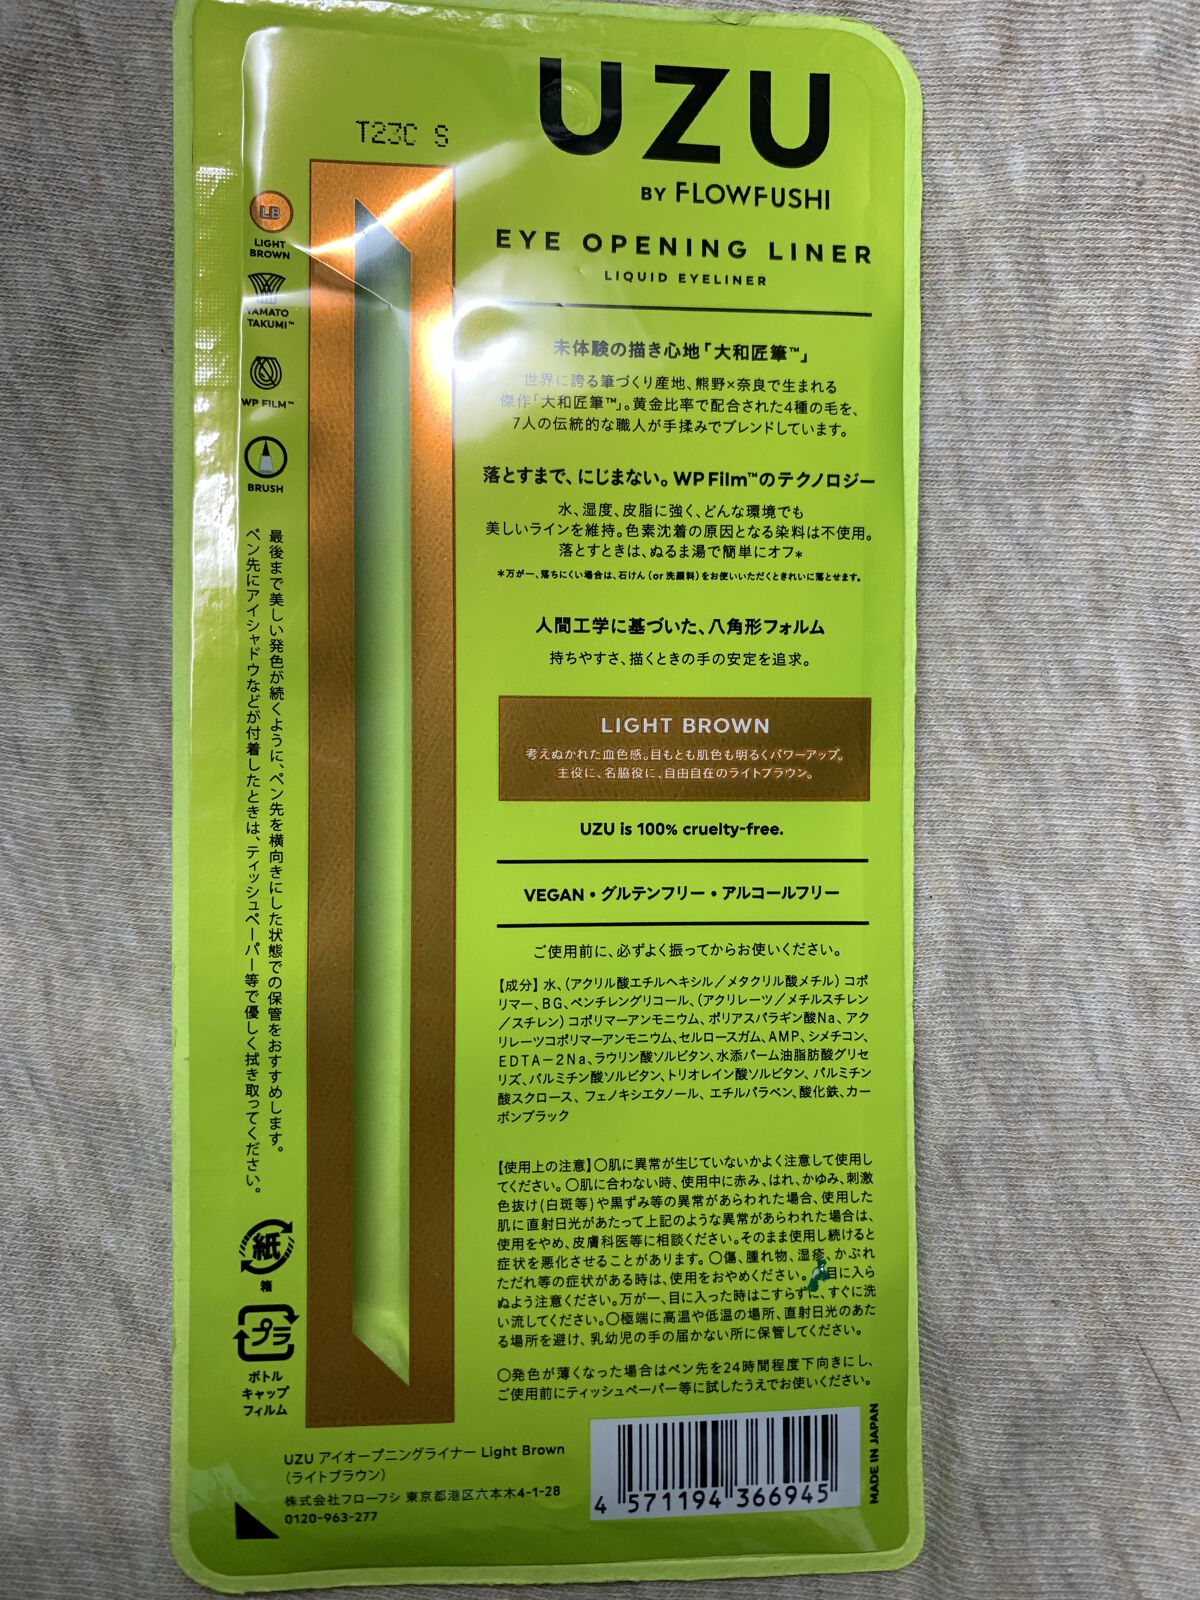 UZU
BY FLOWFUSHI
EYE OPENING LINER
LIQUID EYELINER
T23C S
LB
LIGHT
BROWN
YAMATO
TAKUMI™
WP FILM™
BRUSH
未体験の描き心地「大和匠筆™」
世界に誇る筆づくり産地、熊野×奈良で生まれる
傑作「大和匠筆™」。黄金比率で配合された4種の毛を、
7人の伝統的な職人が手揉みでブレンドしています。
落とすまで、にじまない。WP Film™のテクノロジー
水、湿度、皮脂に強く、どんな環境でも
美しいラインを維持。色素沈着の原因となる染料は不使用。
落とすときは、ぬるま湯で簡単にオフ*
*万が一、落ちにくい場合は、石けん(or 洗顔料)をお使いいただくときれいに落とせます。
人間工学に基づいた、八角形フォルム
持ちやすさ、描くときの手の安定を追求。
LIGHT BROWN
考えぬかれた血色感。目もとも肌色も明るくパワーアップ。
主役に、名脇役に、自由自在のライトブラウン。
UZU is 100% cruelty-free.
VEGAN・グルテンフリー・アルコールフリー
ご使用前に、必ずよく振ってからお使いください。
【成分】水、(アクリル酸エチルヘキシル/メタクリル酸メチル)コポ
リマー、BG、ペンチレングリコール、(アクリレーツ/メチルスチレン
/スチレン)コポリマーアンモニウム、ポリアスパラギン酸Na、アク
リレーツコポリマーアンモニウム、セルロースガム、AMP、シメチコン、
EDTA-2Na、ラウリン酸ソルビタン、水添パーム油脂肪酸グリセ
リズ、パルミチン酸ソルビタン、トリオレイン酸ソルビタン、パルミチン
酸スクロース、フェノキシエタノール、エチルパラベン、酸化鉄、カー
ボンブラック
【使用上の注意】○肌に異常が生じていないかよく注意して使用し
てください。○肌に合わない時、使用中に赤み、はれ、かゆみ、刺激
色抜け(白斑等)や黒ずみ等の異常があらわれた場合、使用した
肌に直射日光があたって上記のような異常があらわれた場合は、
使用をやめ、皮膚科医等に相談ください。そのまま使用し続けると
症状を悪化させることがあります。○傷、腫れ物、湿疹、かぶれ
ただれ等の症状がある時は、使用をおやめください。目に入ら
ぬよう注意ください。万が一、目に入った時はこすらずに、すぐに洗
い流してください。○極端に高温や低温の場所、直射日光のあた
る場所を避け、乳幼児の手の届かない所に保管してください。
○発色が薄くなった場合はペン先を24時間程度下向きにし、
ご使用前にティッシュペーパー等に試したうえでお使いください。
最後まで美しい発色が続くように、ペン先を横向きにした状態での保管をおすすめします。
ペン先にアイシャドウなどが付着したときは、ティッシュペーパー等で優しく拭き取ってください。
紙
箱
プラ
ボトル
キャップ
フィルム
UZU アイオープニングライナー Light Brown
(ライトブラウン)
株式会社フローフシ 東京都港区六本木4-1-28
0120-963-277
4 571194 366945
MADE IN JAPAN